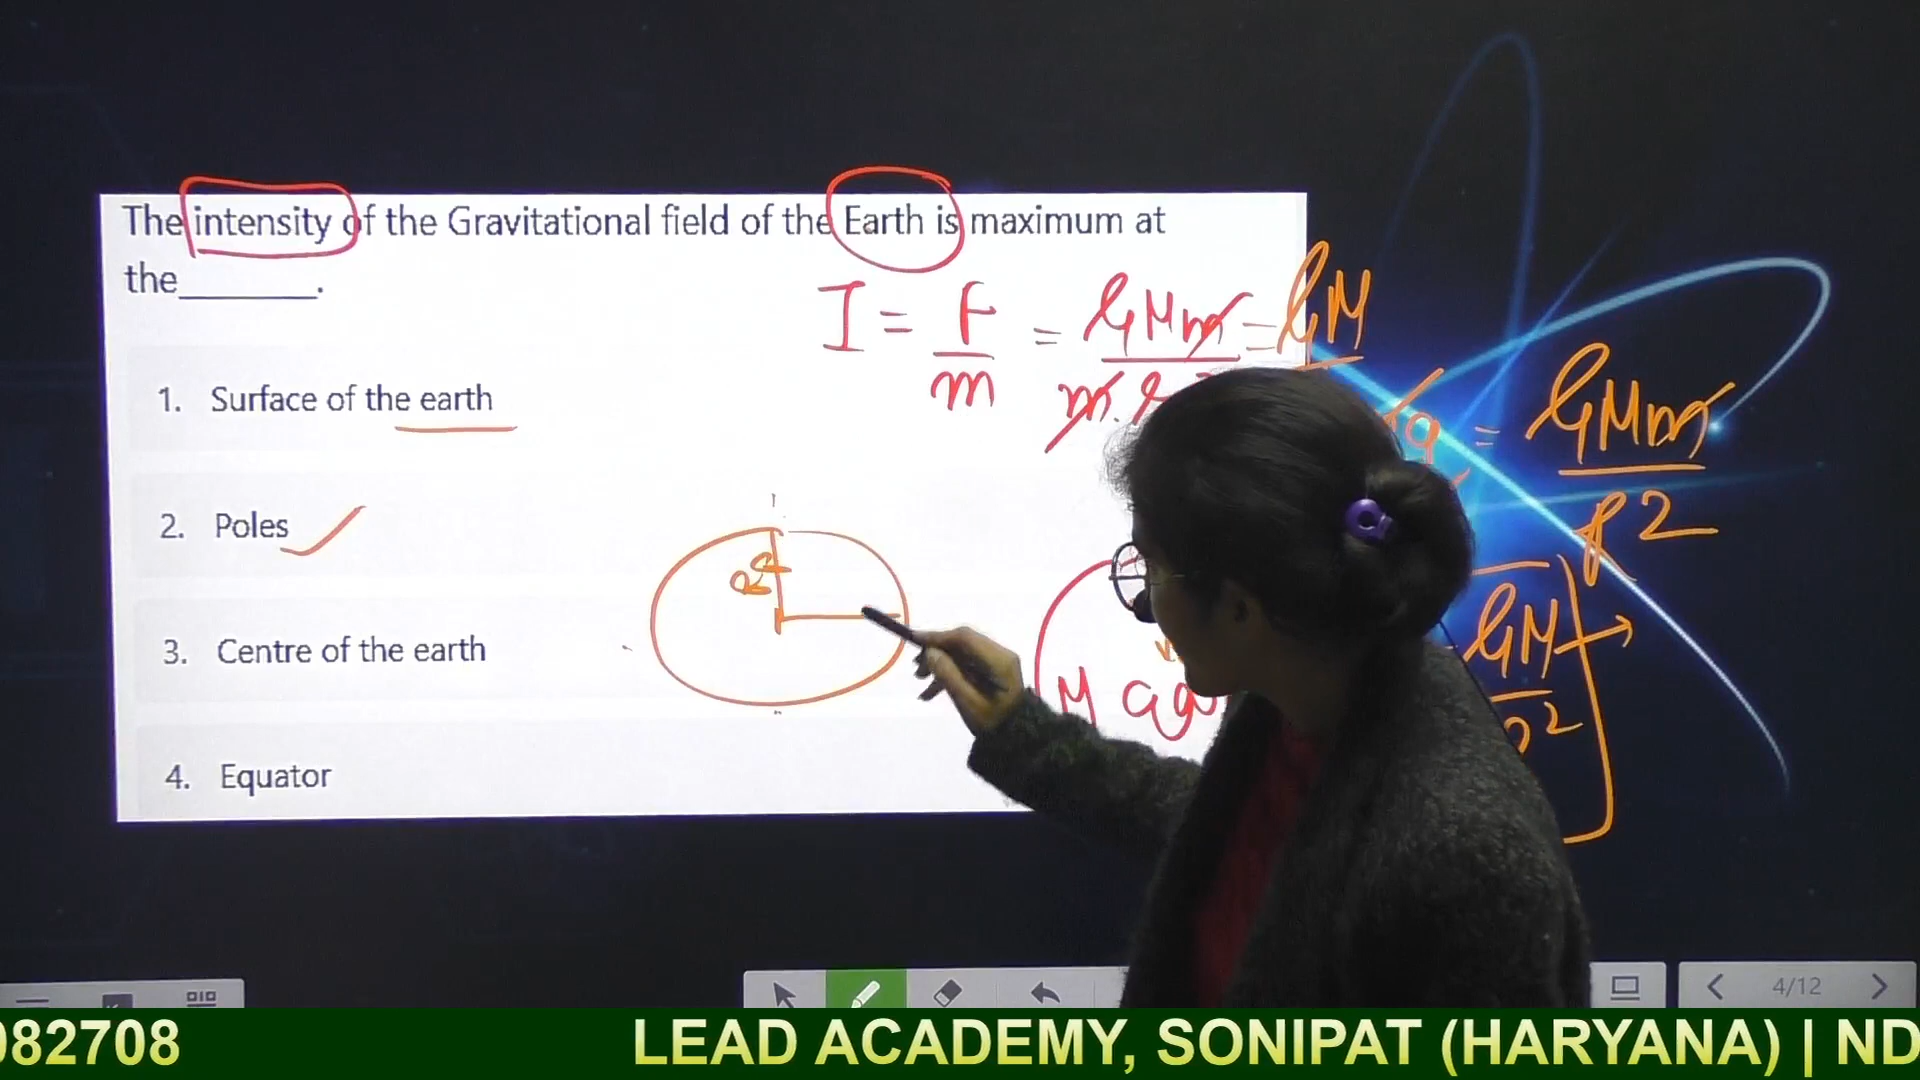 The intensity of the Gravitational field of the Earth is maximum at
the_______.
I = F/m = GMm/m.r = GM
g = GMm/R2
1. Surface of the earth
2. Poles
3. Centre of the earth
4. Equator
M
GM
2
4/12
082708
LEAD ACADEMY, SONIPAT (HARYANA) | ND